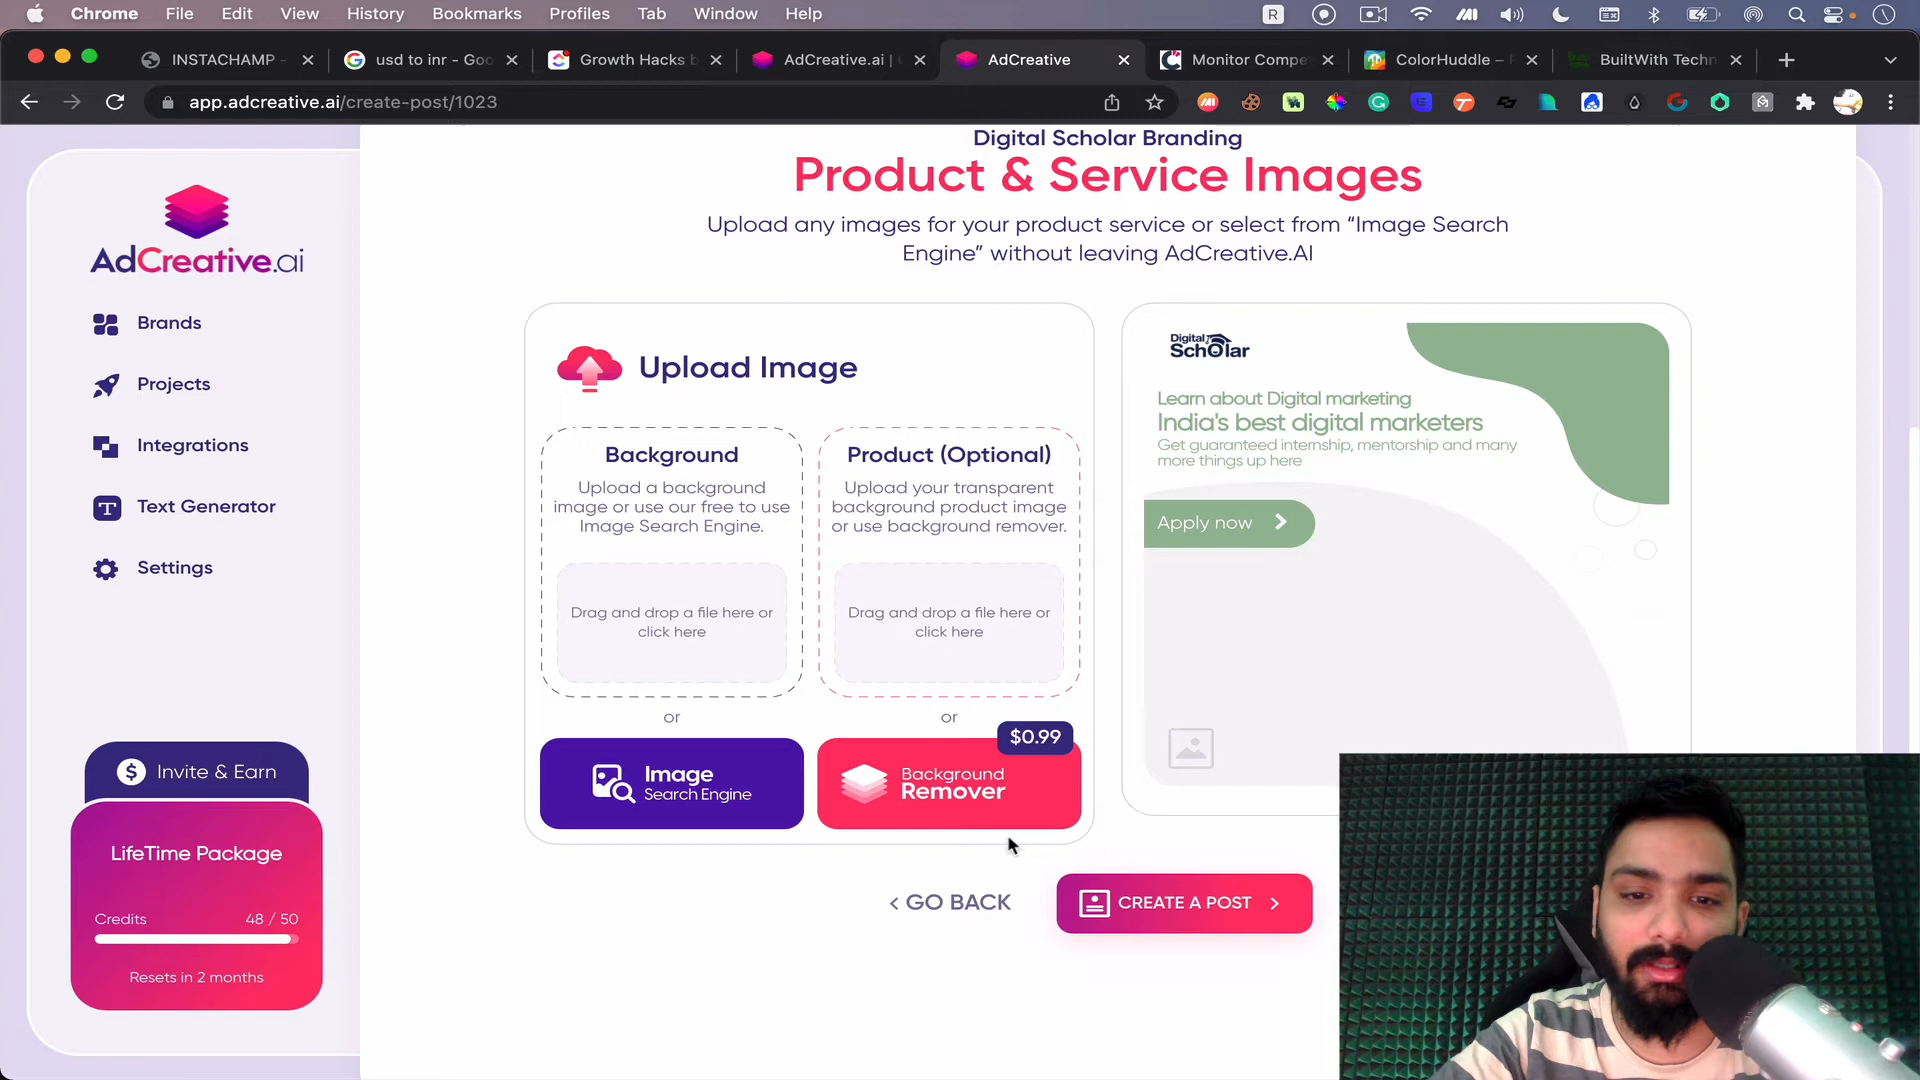 Chrome File Edit View History Bookmarks Profiles Tab Window Help
INSTACHAMP - usd to inr - Goo Growth Hacks b AdCreative.ai | AdCreative Monitor Compe ColorHuddle – BuiltWith Techn
app.adcreative.ai/create-post/1023
AdCreative.ai
Brands
Projects
Integrations
Text Generator
Settings
$ Invite & Earn
LifeTime Package
Credits 48 / 50
Resets in 2 months
Digital Scholar Branding
Product & Service Images
Upload any images for your product service or select from “Image Search
Engine” without leaving AdCreative.AI
Upload Image
Background
Upload a background
image or use our free to use
Image Search Engine.
Drag and drop a file here or
click here
or
Image
Search Engine
Product (Optional)
Upload your transparent
background product image
or use background remover.
Drag and drop a file here or
click here
or
$0.99
Background
Remover
Digital
Scholar
Learn about Digital marketing
India's best digital marketers
Get guaranteed internship, mentorship and many
more things up here
Apply now
< GO BACK
CREATE A POST >